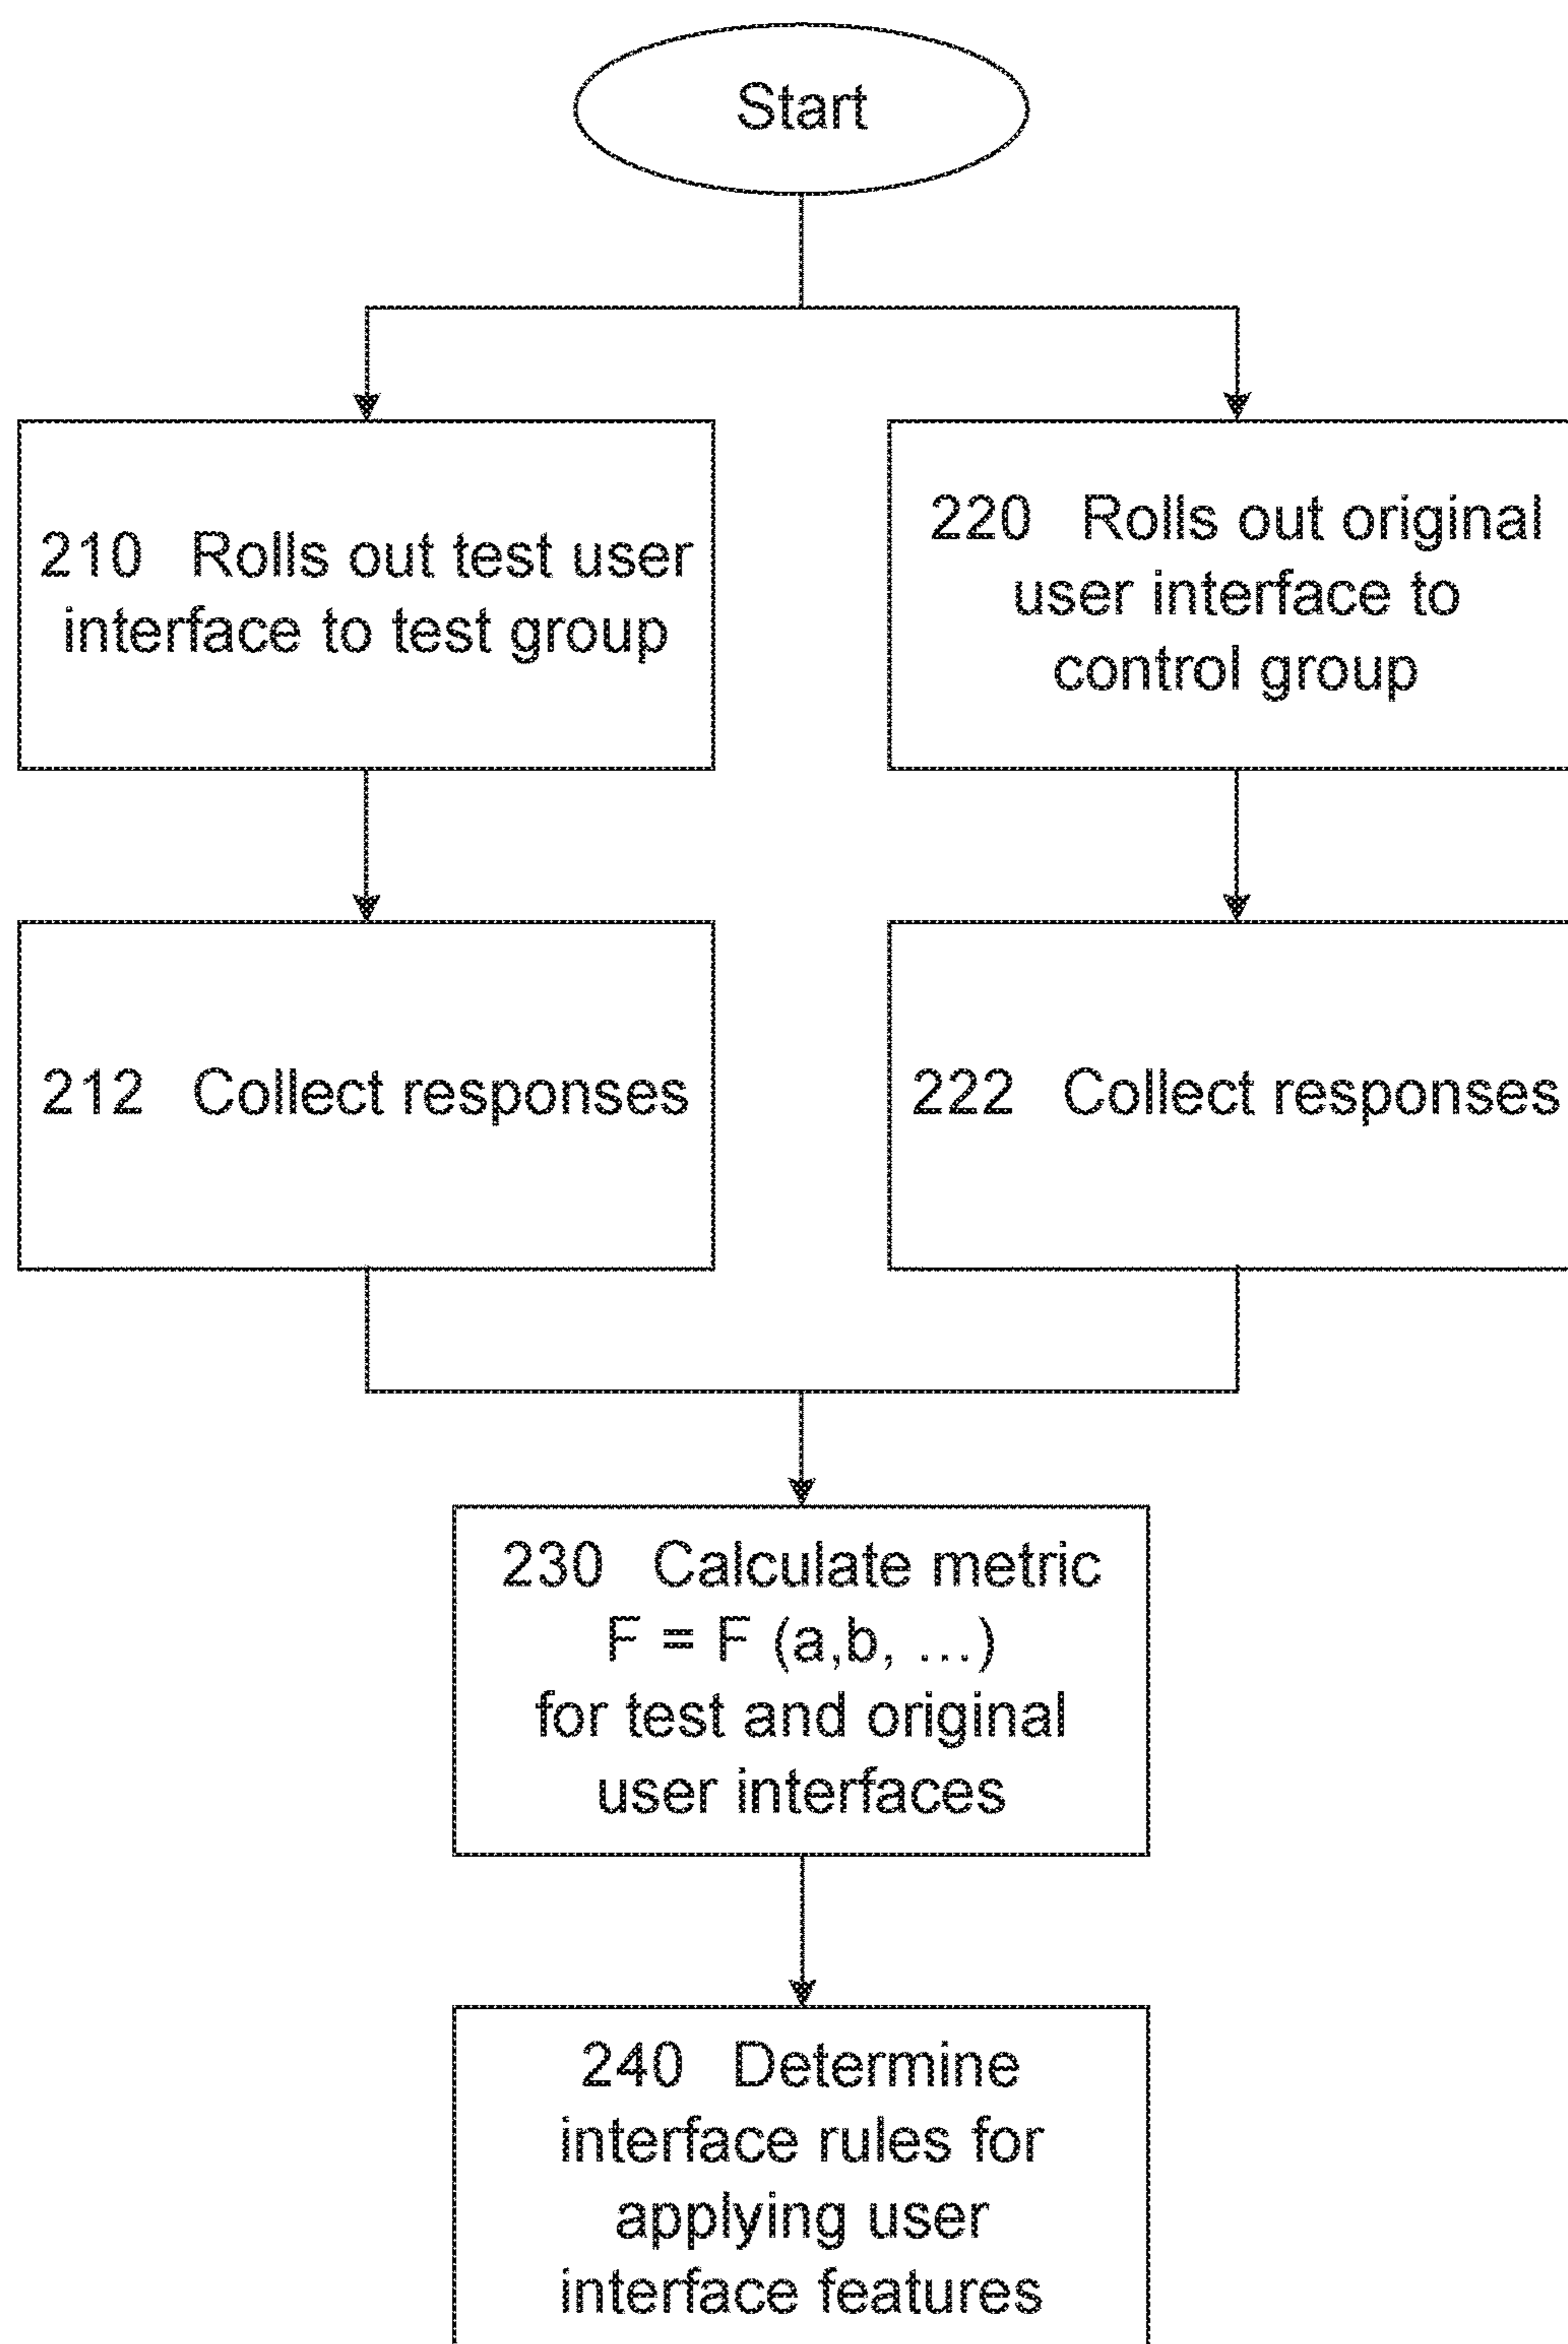 Start
210 Rolls out test user
interface to test group
220 Rolls out original
user interface to
control group
212 Collect responses
222 Collect responses
230 Calculate metric
F = F (a,b, ...)
for test and original
user interfaces
240 Determine
interface rules for
applying user
interface features